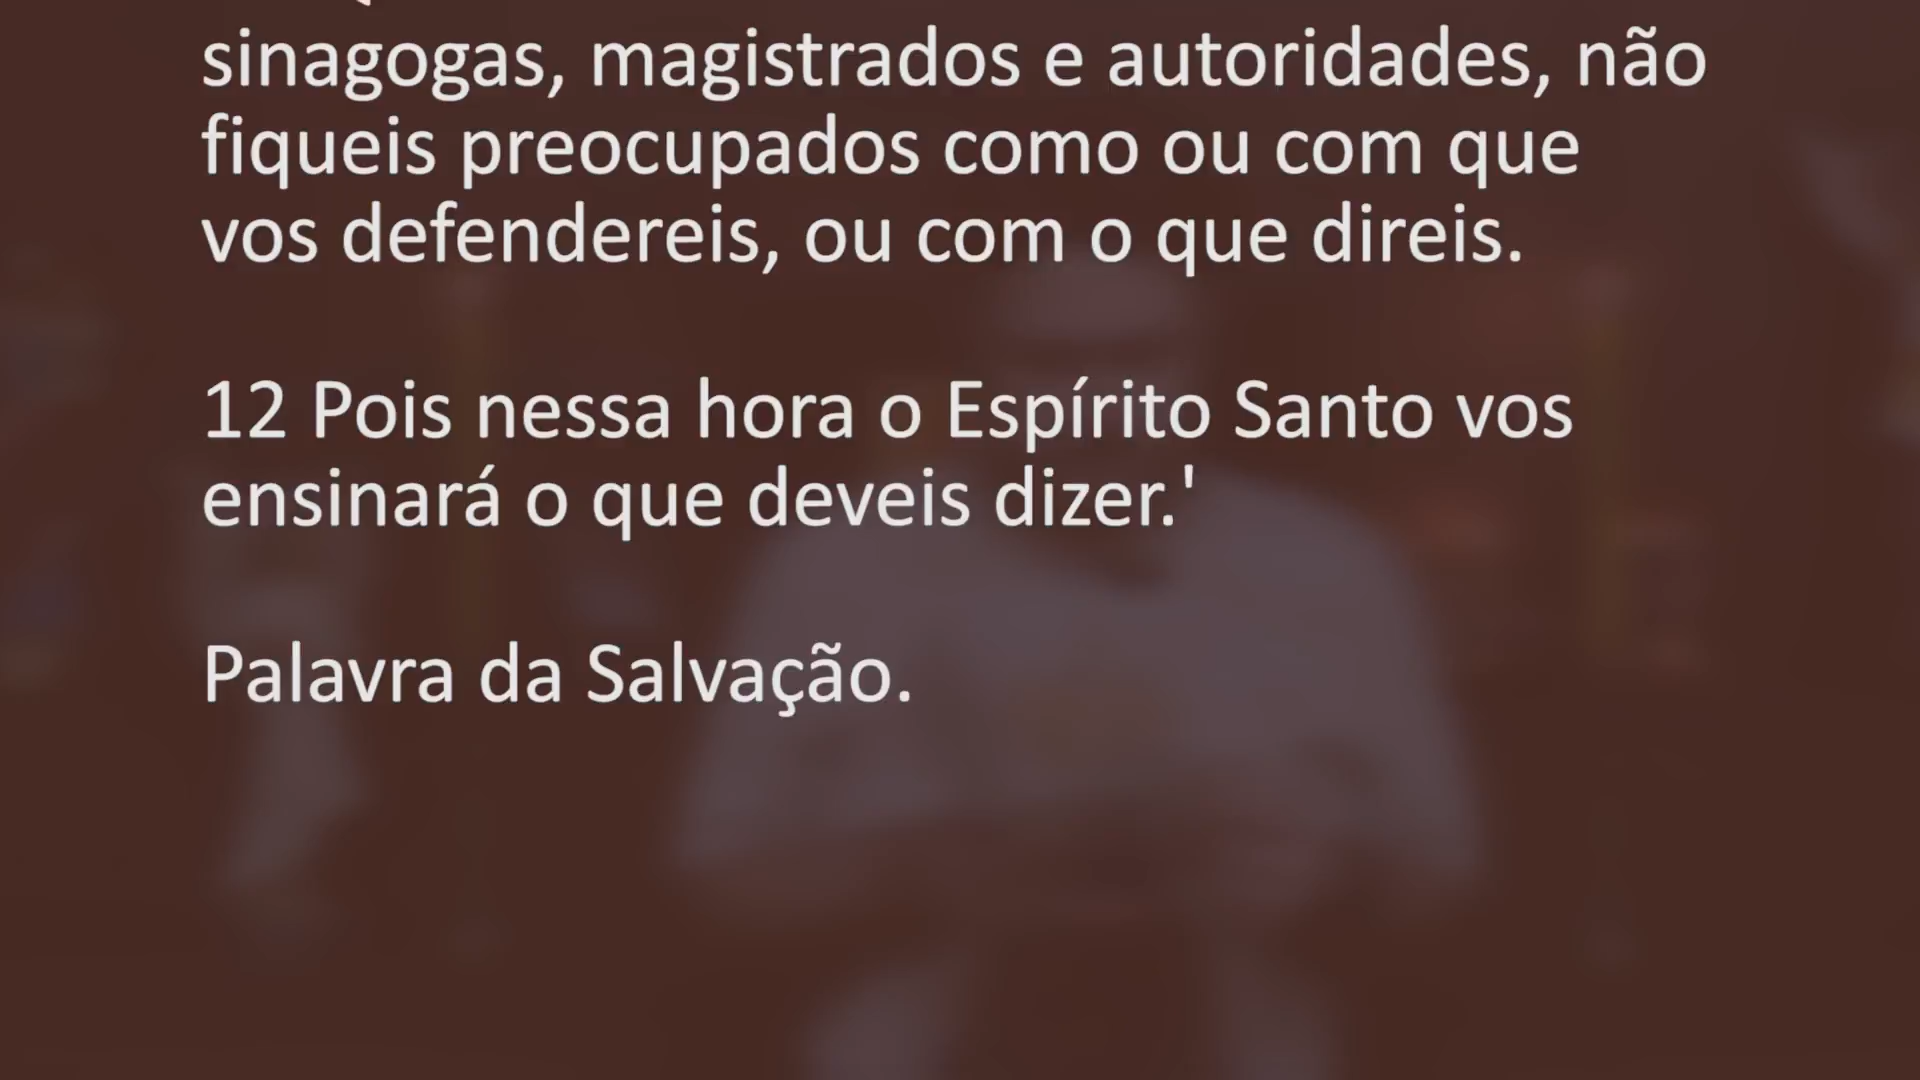 sinagogas, magistrados e autoridades, não
fiqueis preocupados como ou com que
vos defendereis, ou com o que direis.
12 Pois nessa hora o Espírito Santo vos
ensinará o que deveis dizer.'
Palavra da Salvação.